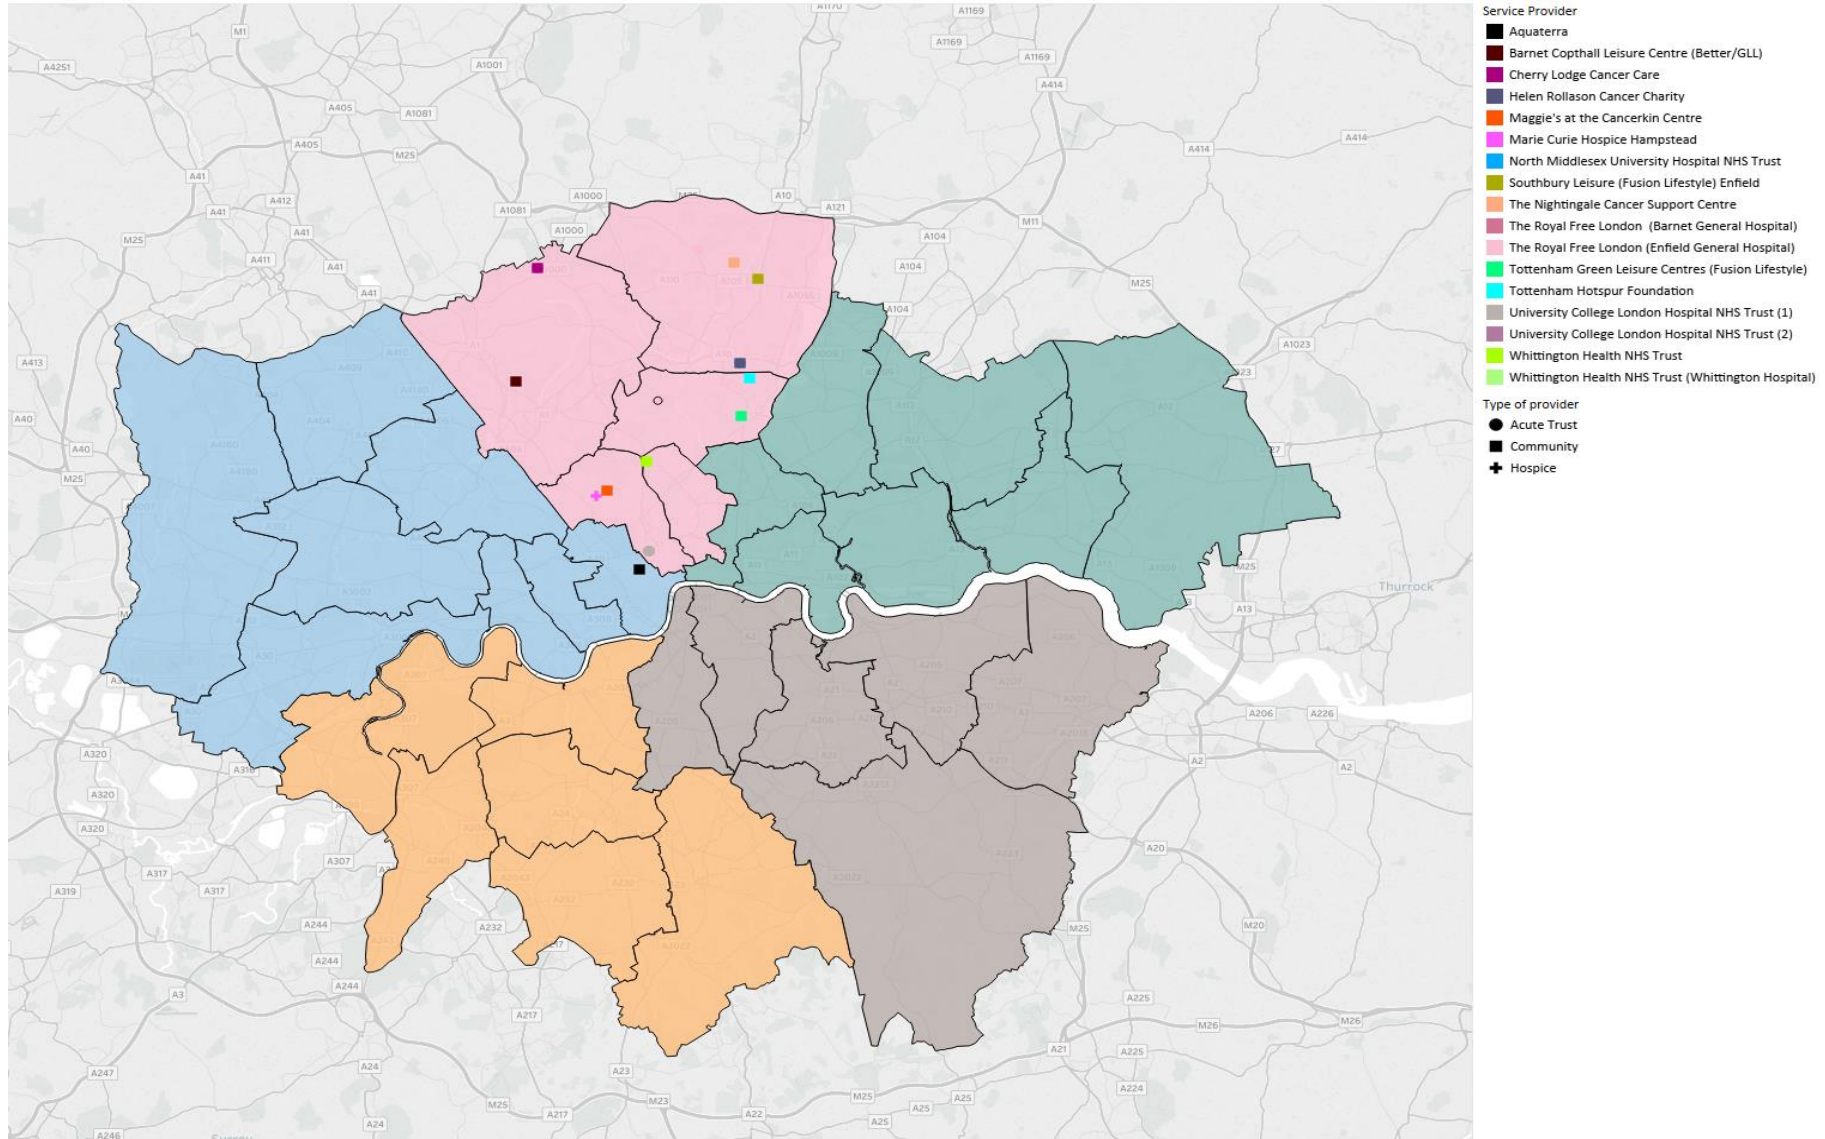 A1170
A1169
M1
A1169
A4251
A1001
A1169
A414
A405
A1081
A414
A405
M25
A414
A41
A412
A1000
M25
A10
A1081
A121
A41
M11
A41
A1000
A104
M25
A411
A41
A104
M25
A41
A104
A1023
A413
A40
A40
M25
M25
Thurrock
A13
A206
A226
A320
A316
A2
A2
A320
A320
A307
A20
A317
A317
A319
A244
A232
M25
M20
A244
A3
A244
A225
A217
M26
M26
A21
A225
A24
A23
A247
A224
M25
A217
M23
A22
M25
A25
A25
A25
A24
A246
Surrey
Service Provider
Aquaterra
Barnet Copthall Leisure Centre (Better/GLL)
Cherry Lodge Cancer Care
Helen Rollason Cancer Charity
Maggie's at the Cancerkin Centre
Marie Curie Hospice Hampstead
North Middlesex University Hospital NHS Trust
Southbury Leisure (Fusion Lifestyle) Enfield
The Nightingale Cancer Support Centre
The Royal Free London (Barnet General Hospital)
The Royal Free London (Enfield General Hospital)
Tottenham Green Leisure Centres (Fusion Lifestyle)
Tottenham Hotspur Foundation
University College London Hospital NHS Trust (1)
University College London Hospital NHS Trust (2)
Whittington Health NHS Trust
Whittington Health NHS Trust (Whittington Hospital)
Type of provider
Acute Trust
Community
Hospice